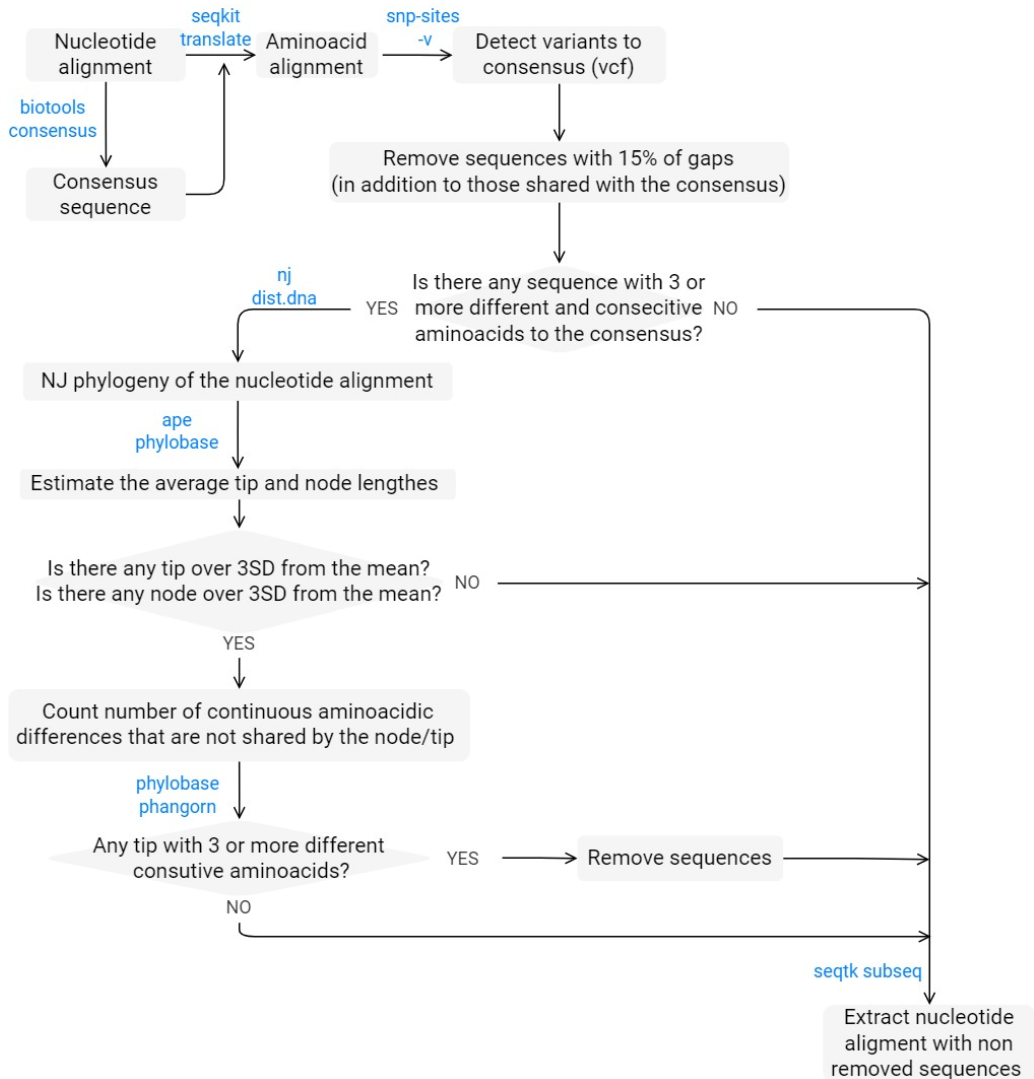 seqkit
translate
snp-sites
-v
Nucleotide
alignment
Aminoacid
alignment
Detect variants to
consensus (vcf)
biotools
consensus
Consensus
sequence
Remove sequences with 15% of gaps
(in addition to those shared with the consensus)
nj
dist.dna
Is there any sequence with 3 or
YES more different and consecitive NO
aminoacids to the consensus?
NJ phylogeny of the nucleotide alignment
ape
phylobase
Estimate the average tip and node lengthes
Is there any tip over 3SD from the mean?
Is there any node over 3SD from the mean?
NO
YES
Count number of continuous aminoacidic
differences that are not shared by the node/tip
phylobase
phangorn
Any tip with 3 or more different
consutive aminoacids?
YES
Remove sequences
NO
seqtk subseq
Extract nucleotide
aligment with non
removed sequences